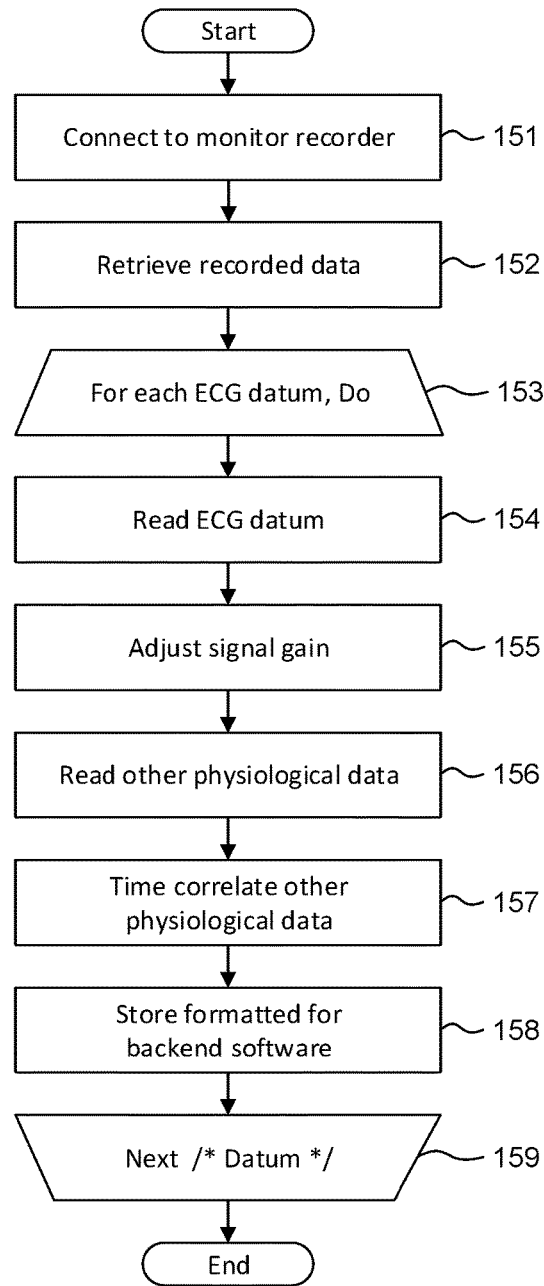 Start
Connect to monitor recorder
151
Retrieve recorded data
152
For each ECG datum, Do
153
Read ECG datum
154
Adjust signal gain
155
Read other physiological data
156
Time correlate other
physiological data
157
Store formatted for
backend software
158
Next /* Datum */
159
End